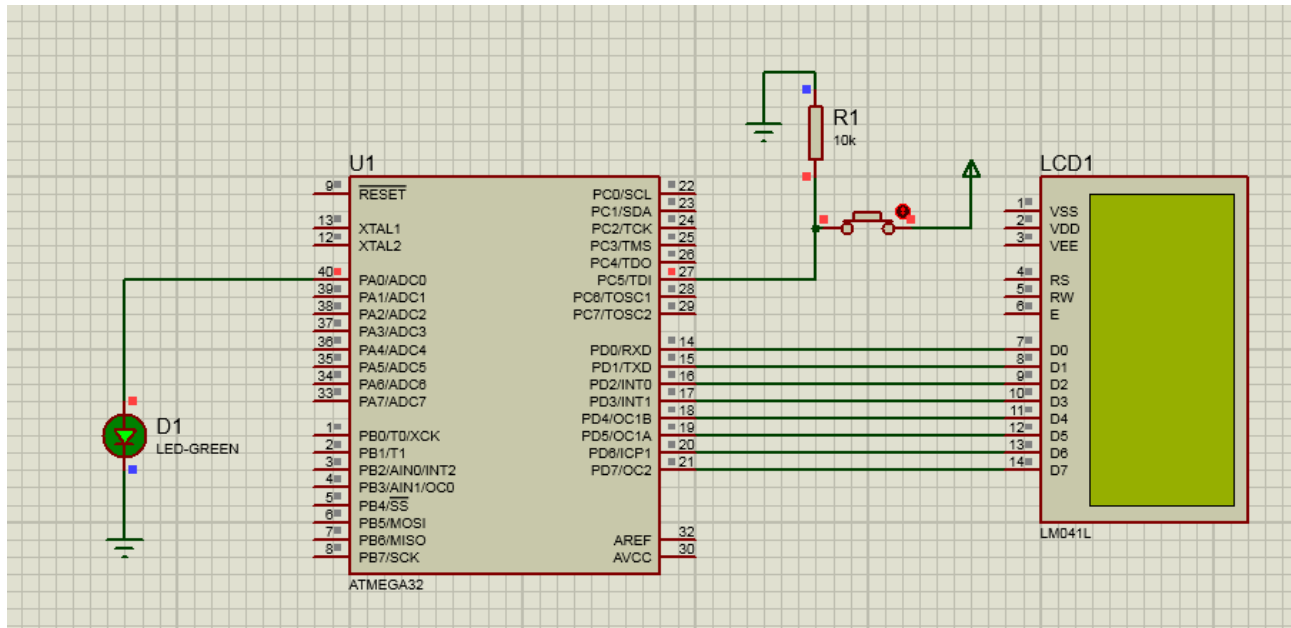 R1
10k
U1
LCD1
9 RESET
13 XTAL1
12 XTAL2
40 PA0/ADC0
39 PA1/ADC1
38 PA2/ADC2
37 PA3/ADC3
36 PA4/ADC4
35 PA5/ADC5
34 PA6/ADC6
33 PA7/ADC7
1 PB0/T0/XCK
2 PB1/T1
3 PB2/AIN0/INT2
4 PB3/AIN1/OC0
5 PB4/SS
6 PB5/MOSI
7 PB6/MISO
8 PB7/SCK
PC0/SCL 22
PC1/SDA 23
PC2/TCK 24
PC3/TMS 25
PC4/TDO 26
PC5/TDI 27
PC6/TOSC1 28
PC7/TOSC2 29
PD0/RXD 14
PD1/TXD 15
PD2/INT0 16
PD3/INT1 17
PD4/OC1B 18
PD5/OC1A 19
PD6/ICP1 20
PD7/OC2 21
AREF 32
AVCC 30
ATMEGA32
D1
LED-GREEN
1 VSS
2 VDD
3 VEE
4 RS
5 RW
6 E
7 D0
8 D1
9 D2
10 D3
11 D4
12 D5
13 D6
14 D7
LM041L